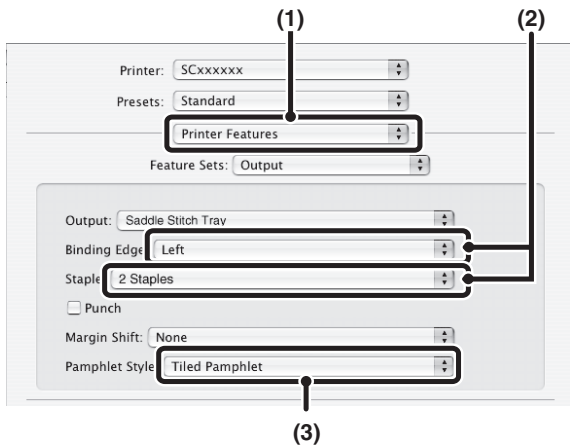 (1) (2)
Printer: SCxxxxxx
Presets: Standard
Printer Features
Feature Sets: Output
Output: Saddle Stitch Tray
Binding Edge Left
Staple 2 Staples
Punch
Margin Shift: None
Pamphlet Style Tiled Pamphlet
(3)